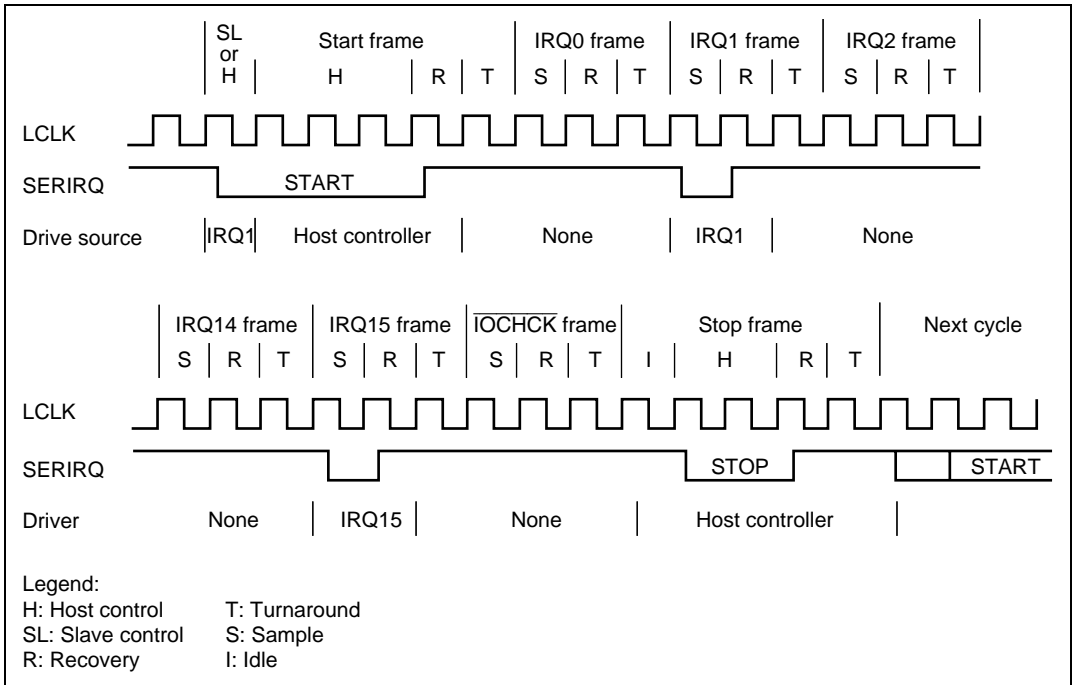 SL
or
H
Start frame
IRQ0 frame
IRQ1 frame
IRQ2 frame
H R T S R T S R T S R T
LCLK
SERIRQ
START
Drive source
IRQ1
Host controller
None
IRQ1
None
IRQ14 frame
IRQ15 frame
IOCHCK frame
Stop frame
Next cycle
S R T S R T S R T I H R T
LCLK
SERIRQ
STOP
START
Driver
None
IRQ15
None
Host controller
Legend:
H: Host control T: Turnaround
SL: Slave control S: Sample
R: Recovery I: Idle